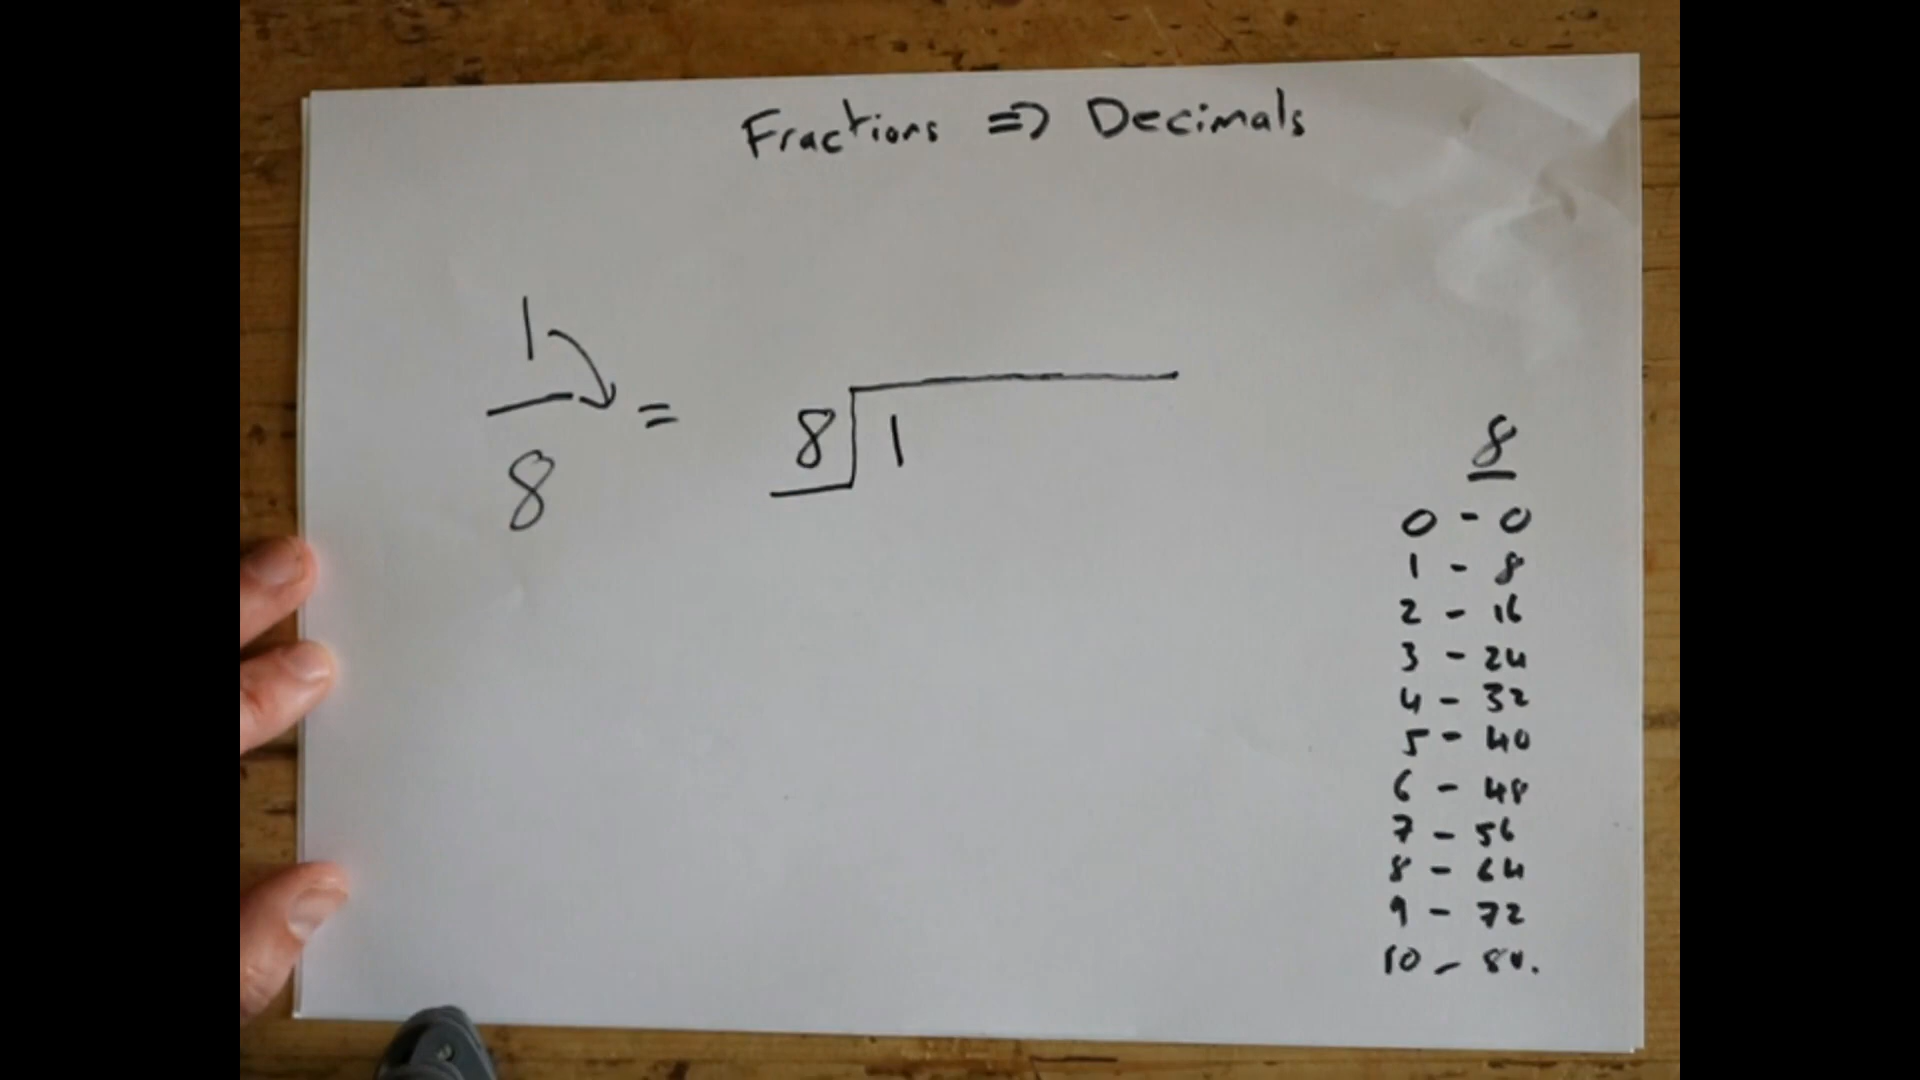 Fractions => Decimals
1
8
=
8 1
8
0 - 0
1 - 8
2 - 16
3 - 24
4 - 32
5 - 40
6 - 48
7 - 56
8 - 64
9 - 72
10 - 80.